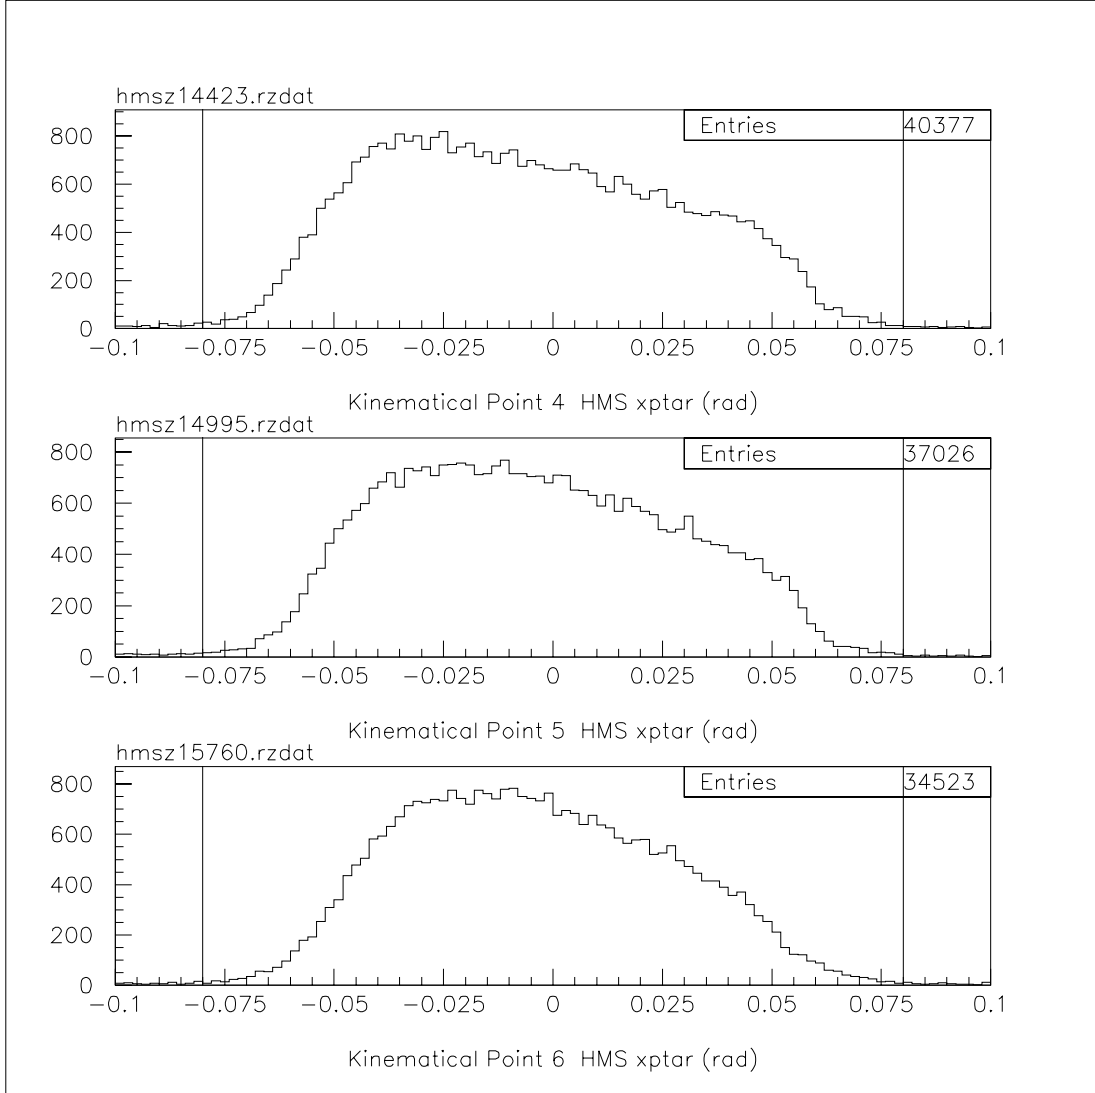 hmsz14423.rzdat
Entries 40377
800
600
400
200
0
−0.1 −0.075 −0.05 −0.025 0 0.025 0.05 0.075 0.1
Kinematical Point 4 HMS xptar (rad)
hmsz14995.rzdat
Entries 37026
800
600
400
200
0
−0.1 −0.075 −0.05 −0.025 0 0.025 0.05 0.075 0.1
Kinematical Point 5 HMS xptar (rad)
hmsz15760.rzdat
Entries 34523
800
600
400
200
0
−0.1 −0.075 −0.05 −0.025 0 0.025 0.05 0.075 0.1
Kinematical Point 6 HMS xptar (rad)